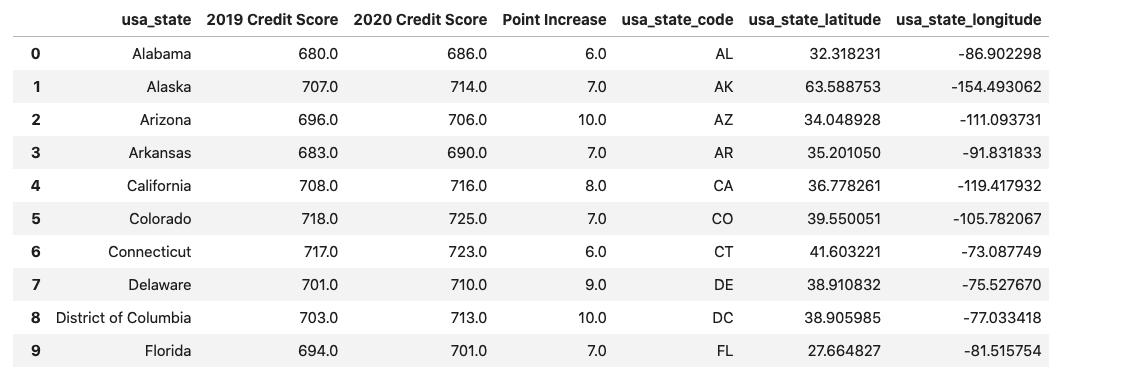 usa_state 2019 Credit Score 2020 Credit Score Point Increase usa_state_code usa_state_latitude usa_state_longitude
0 Alabama 680.0 686.0 6.0 AL 32.318231 -86.902298
1 Alaska 707.0 714.0 7.0 AK 63.588753 -154.493062
2 Arizona 696.0 706.0 10.0 AZ 34.048928 -111.093731
3 Arkansas 683.0 690.0 7.0 AR 35.201050 -91.831833
4 California 708.0 716.0 8.0 CA 36.778261 -119.417932
5 Colorado 718.0 725.0 7.0 CO 39.550051 -105.782067
6 Connecticut 717.0 723.0 6.0 CT 41.603221 -73.087749
7 Delaware 701.0 710.0 9.0 DE 38.910832 -75.527670
8 District of Columbia 703.0 713.0 10.0 DC 38.905985 -77.033418
9 Florida 694.0 701.0 7.0 FL 27.664827 -81.515754